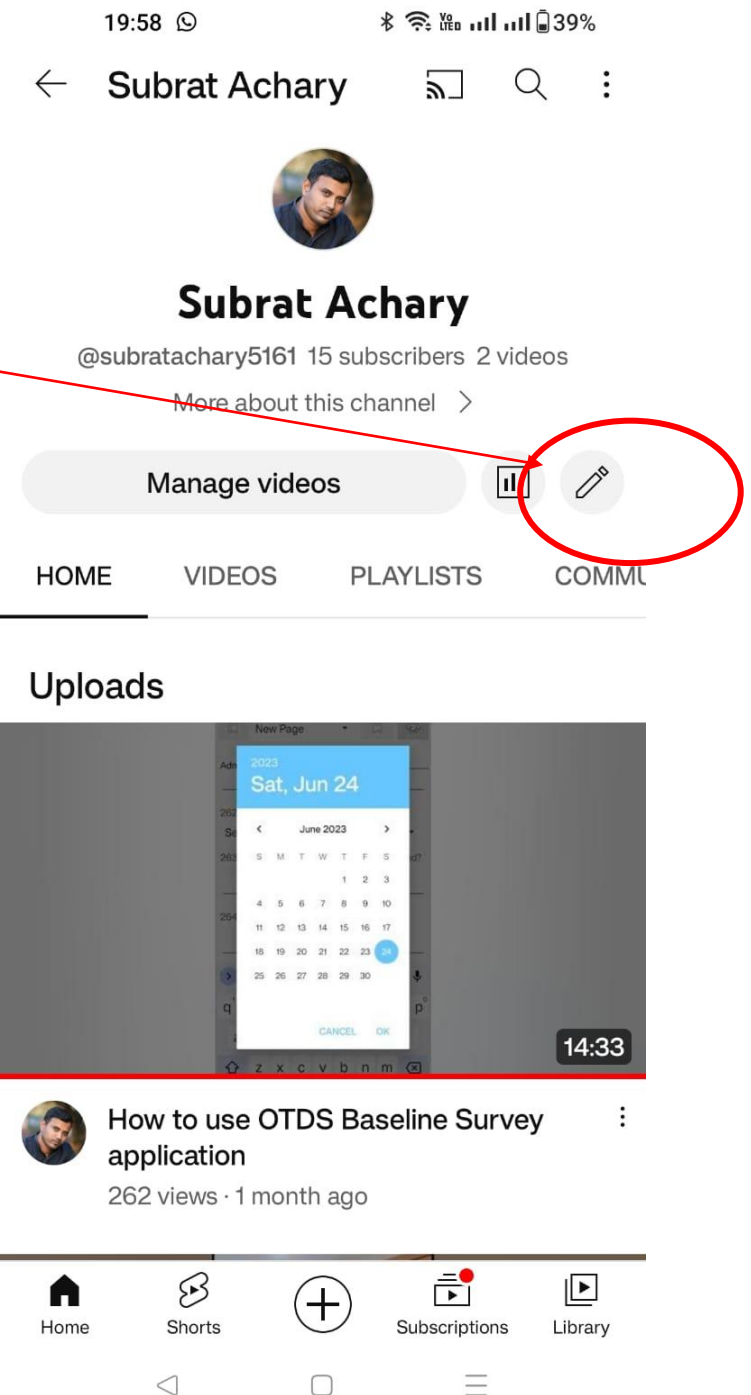 19:58 39%
Vo LTED
Subrat Achary
Subrat Achary
@subratachary5161 15 subscribers 2 videos
More about this channel
Manage videos
HOME VIDEOS PLAYLISTS COMMU
Uploads
New Page
2023
Sat, Jun 24
June 2023
S M T W T F S
1 2 3
4 5 6 7 8 9 10
11 12 13 14 15 16 17
18 19 20 21 22 23 24
25 26 27 28 29 30
q p
CANCEL OK
14:33
z x c v b n m
How to use OTDS Baseline Survey
application
262 views · 1 month ago
Home Shorts Subscriptions Library